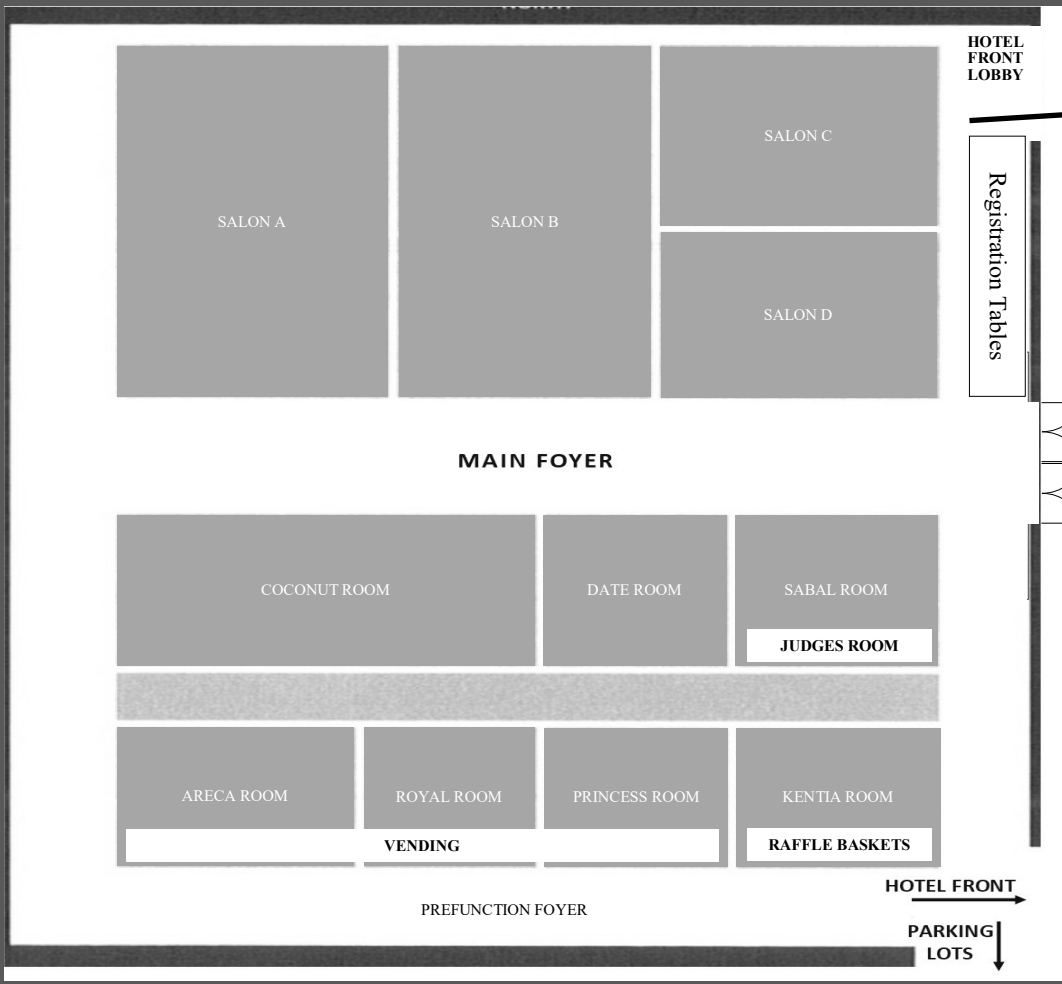 HOTEL
FRONT
LOBBY
SALON A
SALON B
SALON C
SALON D
Registration Tables
MAIN FOYER
COCONUT ROOM
DATE ROOM
SABAL ROOM
JUDGES ROOM
ARECA ROOM
ROYAL ROOM
PRINCESS ROOM
KENTIA ROOM
VENDING
RAFFLE BASKETS
PREFUNCTION FOYER
HOTEL FRONT
PARKING
LOTS